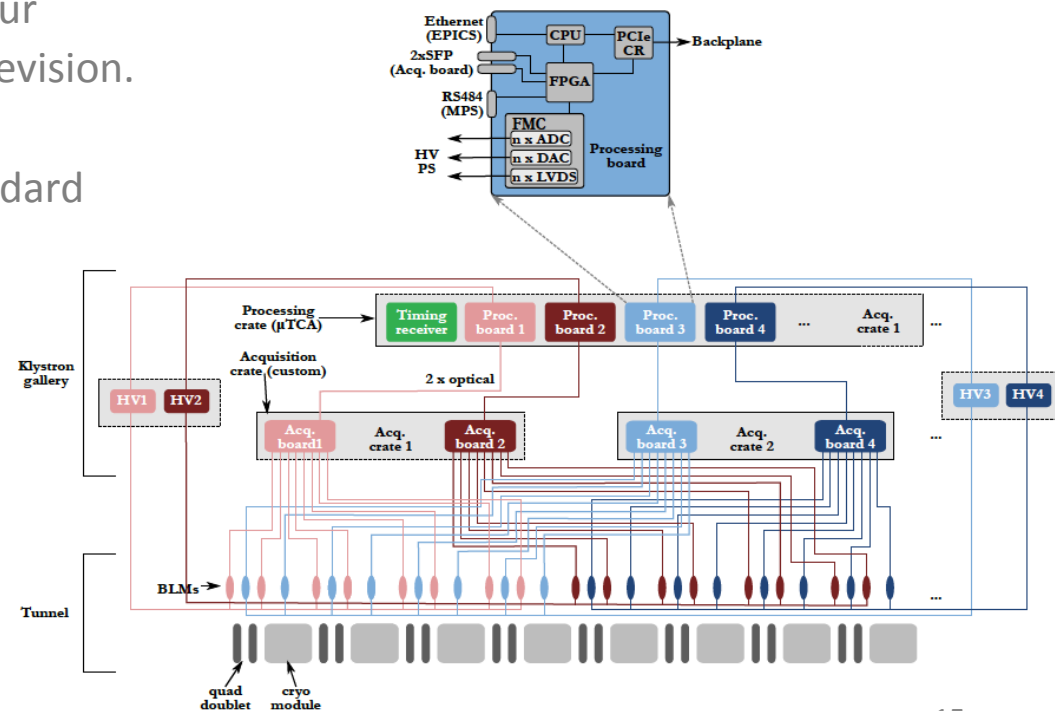 ur
evision.
dard
Ethernet
(EPICS)
2xSFP
(Acq. board)
RS484
(MPS)
HV
PS
CPU
PCIe
CR
Backplane
FPGA
FMC
n x ADC
n x DAC
n x LVDS
Processing
board
Klystron
gallery
Processing
crate (µTCA)
Timing
receiver
Proc.
board 1
Proc.
board 2
Proc.
board 3
Proc.
board 4
...
Acq.
crate 1
...
Acquisition
crate (custom)
2 x optical
HV1
HV2
HV3
HV4
Acq.
board1
Acq.
crate 1
Acq.
board 2
Acq.
board 3
Acq.
crate 2
Acq.
board 4
...
Tunnel
BLMs
...
quad
doublet
cryo
module